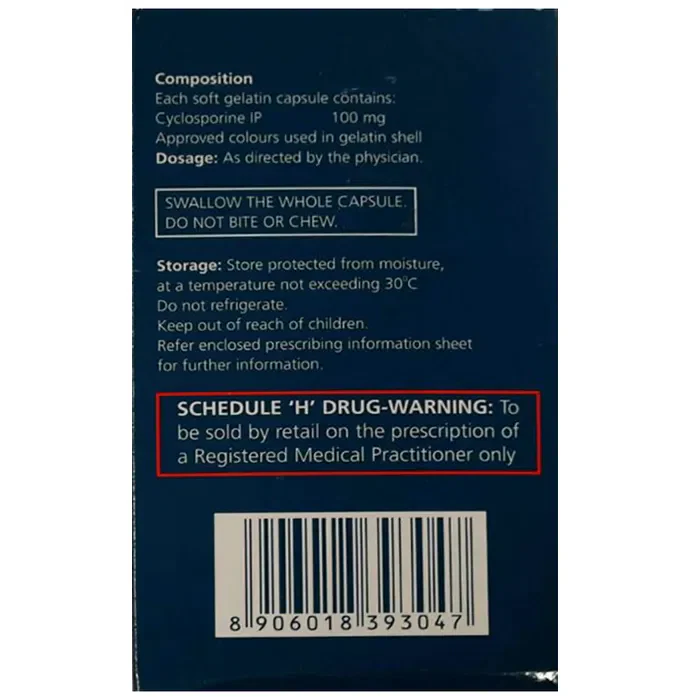 Composition
Each soft gelatin capsule contains:
Cyclosporine IP 100 mg
Approved colours used in gelatin shell
Dosage: As directed by the physician.
SWALLOW THE WHOLE CAPSULE.
DO NOT BITE OR CHEW.
Storage: Store protected from moisture,
at a temperature not exceeding 30°C
Do not refrigerate.
Keep out of reach of children.
Refer enclosed prescribing information sheet
for further information.
SCHEDULE ‘H’ DRUG-WARNING: To
be sold by retail on the prescription of
a Registered Medical Practitioner only
8 906018 393047